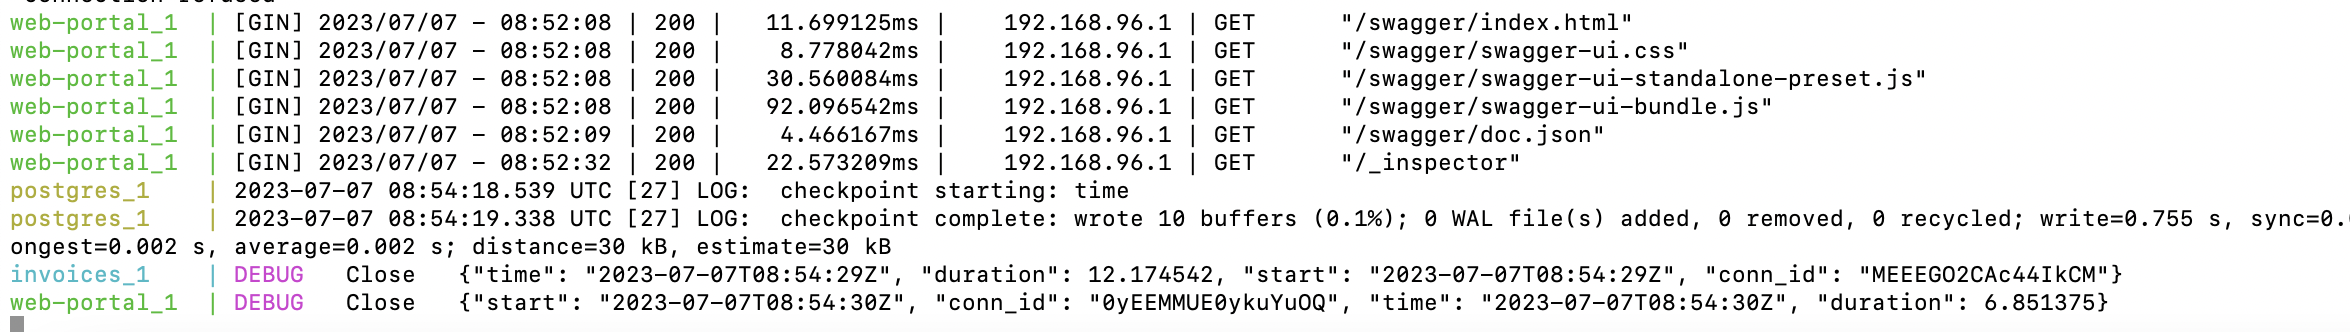 connection refused
web-portal_1  | [GIN] 2023/07/07 - 08:52:08 | 200 |   11.699125ms |    192.168.96.1 | GET      "/swagger/index.html"
web-portal_1  | [GIN] 2023/07/07 - 08:52:08 | 200 |    8.778042ms |    192.168.96.1 | GET      "/swagger/swagger-ui.css"
web-portal_1  | [GIN] 2023/07/07 - 08:52:08 | 200 |   30.560084ms |    192.168.96.1 | GET      "/swagger/swagger-ui-standalone-preset.js"
web-portal_1  | [GIN] 2023/07/07 - 08:52:08 | 200 |   92.096542ms |    192.168.96.1 | GET      "/swagger/swagger-ui-bundle.js"
web-portal_1  | [GIN] 2023/07/07 - 08:52:09 | 200 |    4.466167ms |    192.168.96.1 | GET      "/swagger/doc.json"
web-portal_1  | [GIN] 2023/07/07 - 08:52:32 | 200 |   22.573209ms |    192.168.96.1 | GET      "/_inspector"
postgres_1    | 2023-07-07 08:54:18.539 UTC [27] LOG:  checkpoint starting: time
postgres_1    | 2023-07-07 08:54:19.338 UTC [27] LOG:  checkpoint complete: wrote 10 buffers (0.1%); 0 WAL file(s) added, 0 removed, 0 recycled; write=0.755 s, sync=0.
ongest=0.002 s, average=0.002 s; distance=30 kB, estimate=30 kB
invoices_1    | DEBUG   Close   {"time": "2023-07-07T08:54:29Z", "duration": 12.174542, "start": "2023-07-07T08:54:29Z", "conn_id": "MEEEGO2CAc44IkCM"}
web-portal_1  | DEBUG   Close   {"start": "2023-07-07T08:54:30Z", "conn_id": "0yEEMMUE0ykuYuOQ", "time": "2023-07-07T08:54:30Z", "duration": 6.851375}